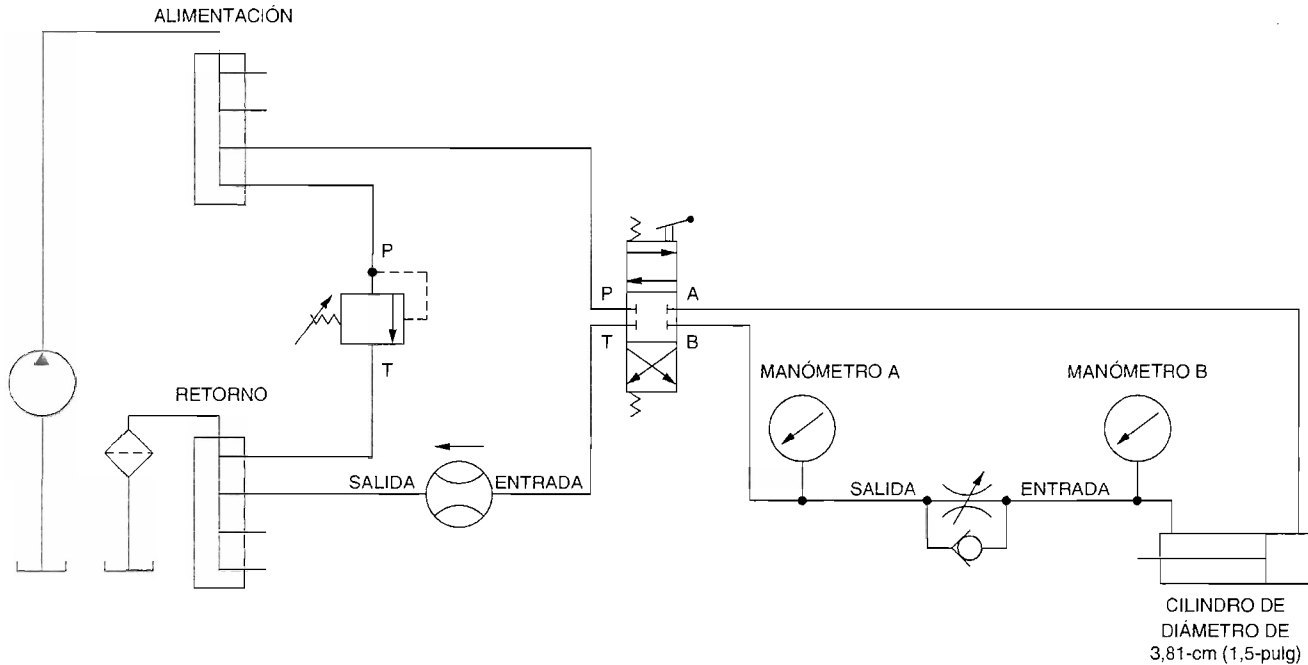 ALIMENTACIÓN
P
P
A
T
B
T
RETORNO
MANÓMETRO A
MANÓMETRO B
SALIDA
ENTRADA
SALIDA
ENTRADA
CILINDRO DE
DIÁMETRO DE
3,81-cm (1,5-pulg)